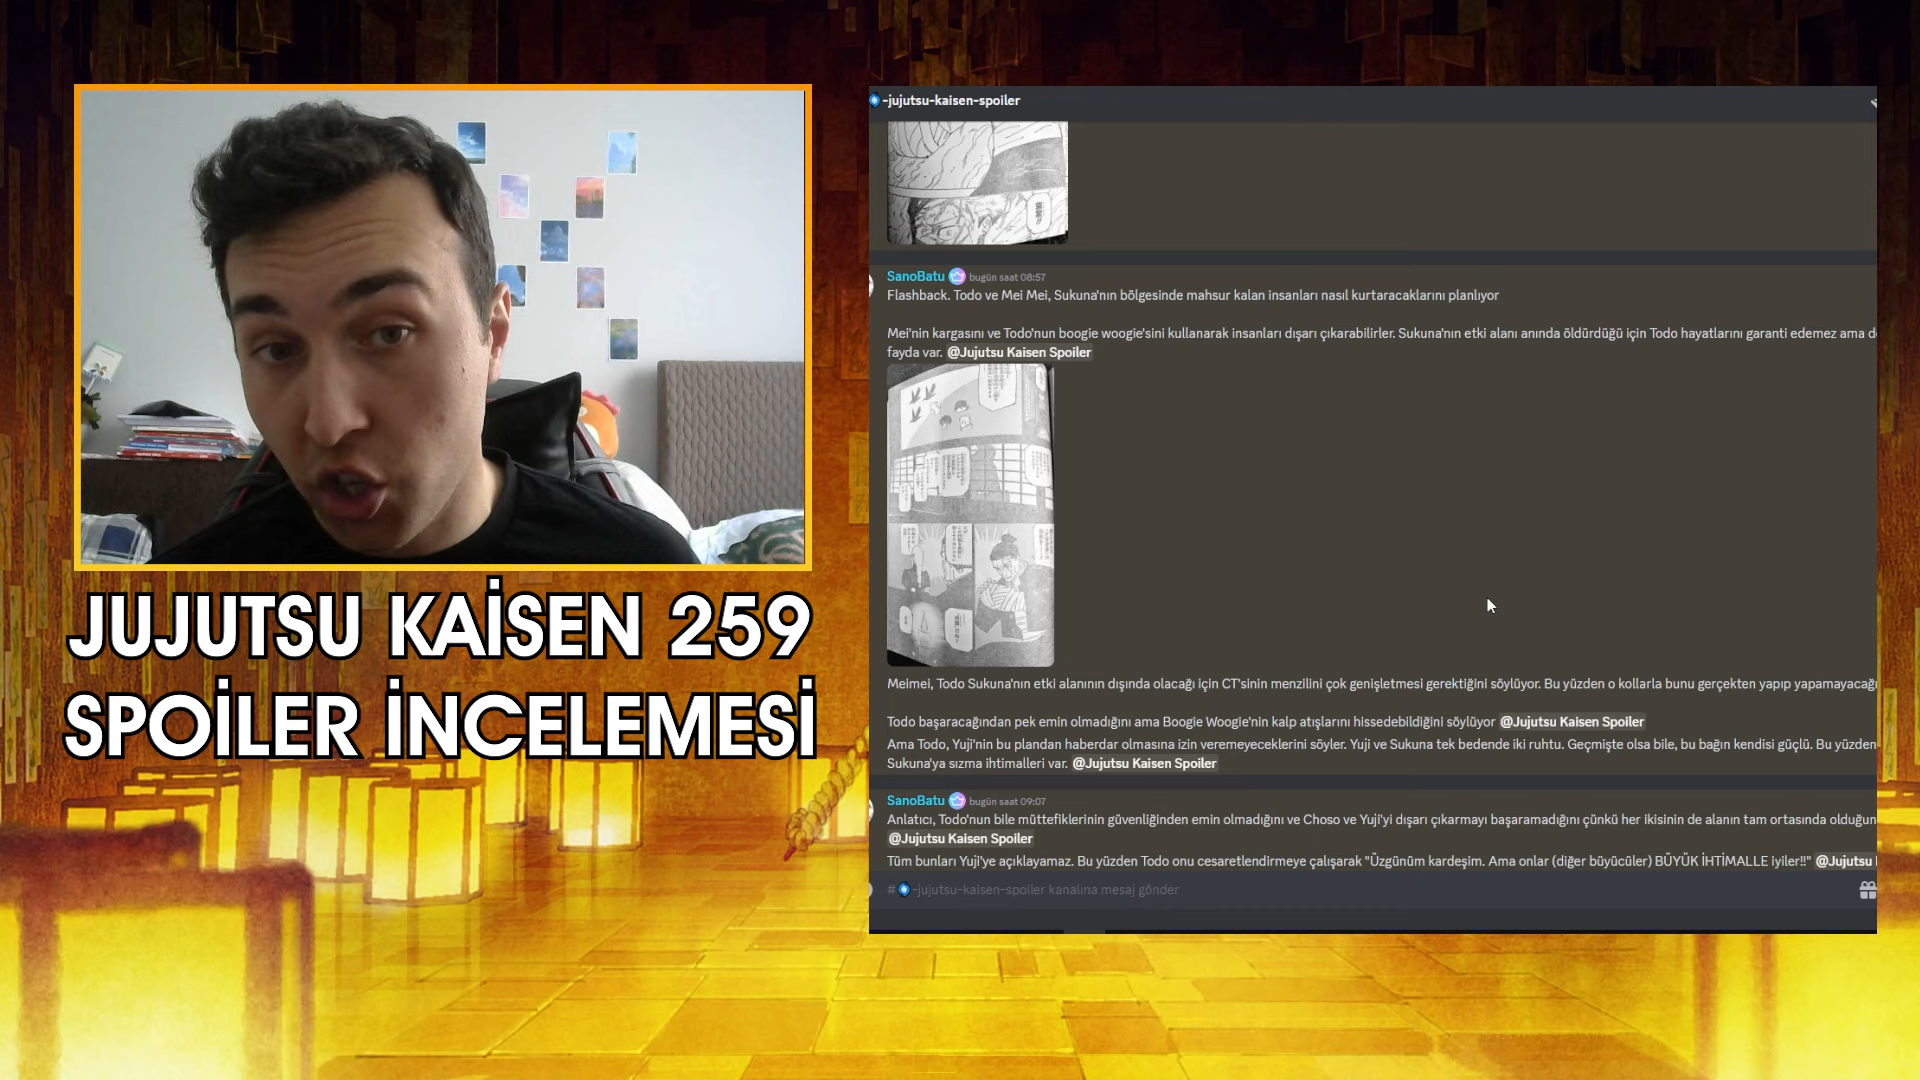 JUJUTSU KAİSEN 259
SPOİLER İNCELEMESİ
-jujutsu-kaisen-spoiler
SanoBatu bugün saat 08:57
Flashback. Todo ve Mei Mei, Sukuna'nın bölgesinde mahsur kalan insanları nasıl kurtaracaklarını planlıyor
Mei'nin kargasını ve Todo'nun boogie woogie'sini kullanarak insanları dışarı çıkarabilirler. Sukuna'nın etki alanı anında öldürdüğü için Todo hayatlarını garanti edemez ama
fayda var. @Jujutsu Kaisen Spoiler
Meimei, Todo Sukuna'nın etki alanının dışında olacağı için CT'sinin menzilini çok genişletmesi gerektiğini söylüyor. Bu yüzden o kollarla bunu gerçekten yapıp yapamayacağı
Todo başaracağından pek emin olmadığını ama Boogie Woogie'nin kalp atışlarını hissedebildiğini söylüyor @Jujutsu Kaisen Spoiler
Ama Todo, Yuji'nin bu plandan haberdar olmasına izin veremeyeceklerini söyler. Yuji ve Sukuna tek bedende iki ruhtu. Geçmişte olsa bile, bu bağın kendisi güçlü. Bu yüzden
Sukuna'ya sızma ihtimalleri var. @Jujutsu Kaisen Spoiler
SanoBatu bugün saat 09:07
Anlatıcı, Todo'nun bile müttefiklerinin güvenliğinden emin olmadığını ve Choso ve Yuji'yi dışarı çıkarmayı başaramadığını çünkü her ikisinin de alanın tam ortasında olduğun
@Jujutsu Kaisen Spoiler
Tüm bunları Yuji'ye açıklayamaz. Bu yüzden Todo onu cesaretlendirmeye çalışarak "Üzgünüm kardeşim. Ama onlar (diğer büyücüler) BÜYÜK İHTİMALLE iyiler!!" @Jujutsu
#-jujutsu-kaisen-spoiler kanalına mesaj gönder